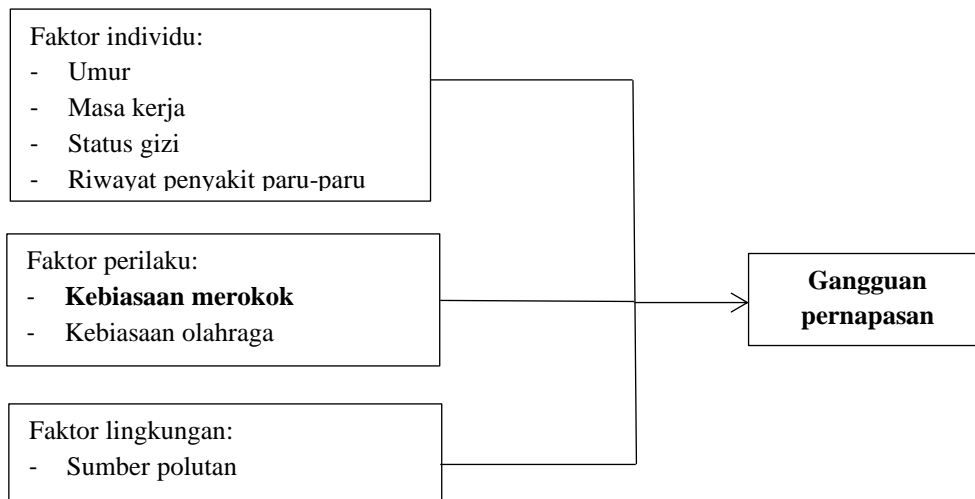 Faktor individu:
- Umur
- Masa kerja
- Status gizi
- Riwayat penyakit paru-paru
Faktor perilaku:
- Kebiasaan merokok
- Kebiasaan olahraga
Faktor lingkungan:
- Sumber polutan
Gangguan
pernapasan